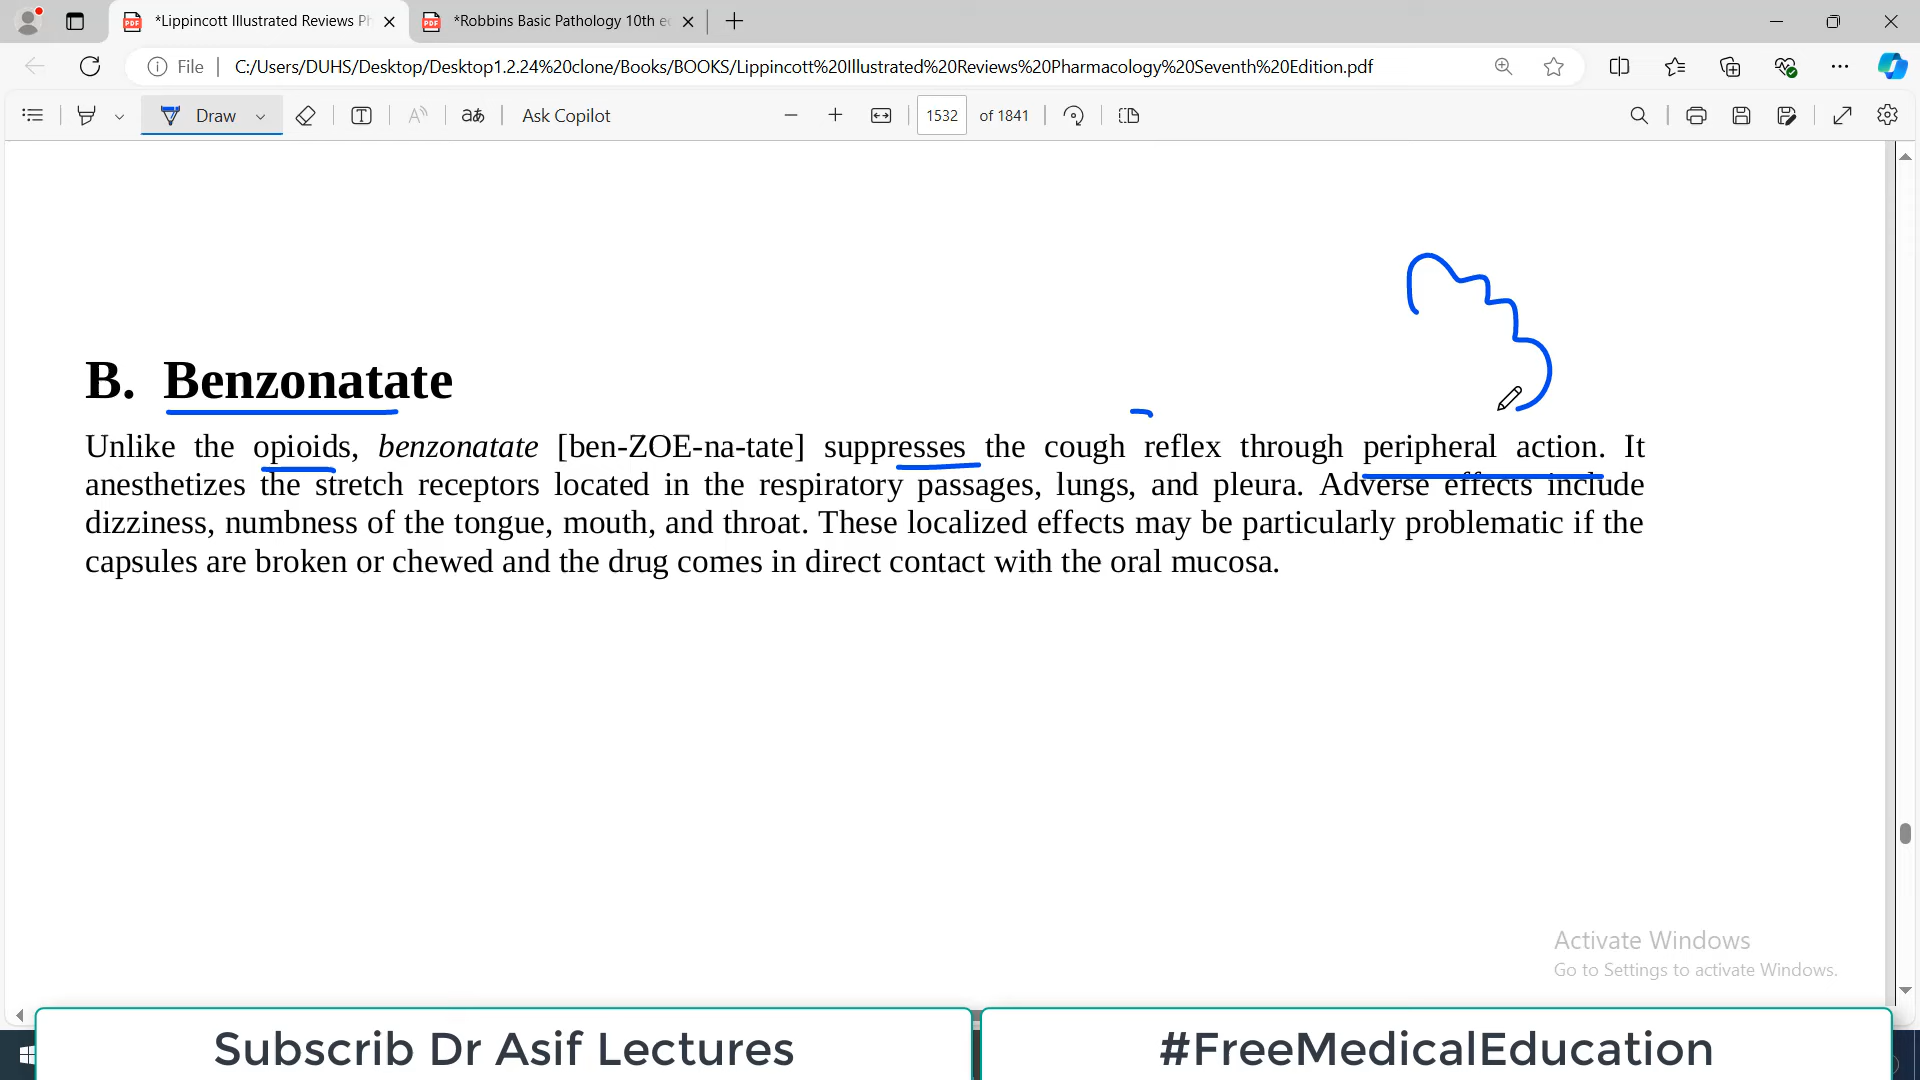 *Lippincott Illustrated Reviews Ph
*Robbins Basic Pathology 10th e
File
C:/Users/DUHS/Desktop/Desktop1.2.24%20clone/Books/BOOKS/Lippincott%20Illustrated%20Reviews%20Pharmacology%20Seventh%20Edition.pdf
Draw
aあ
Ask Copilot
1532 of 1841
B. Benzonatate
Unlike the opioids, benzonatate [ben-ZOE-na-tate] suppresses the cough reflex through peripheral action. It
anesthetizes the stretch receptors located in the respiratory passages, lungs, and pleura. Adverse effects include
dizziness, numbness of the tongue, mouth, and throat. These localized effects may be particularly problematic if the
capsules are broken or chewed and the drug comes in direct contact with the oral mucosa.
Activate Windows
Go to Settings to activate Windows.
Subscrib Dr Asif Lectures
#FreeMedicalEducation